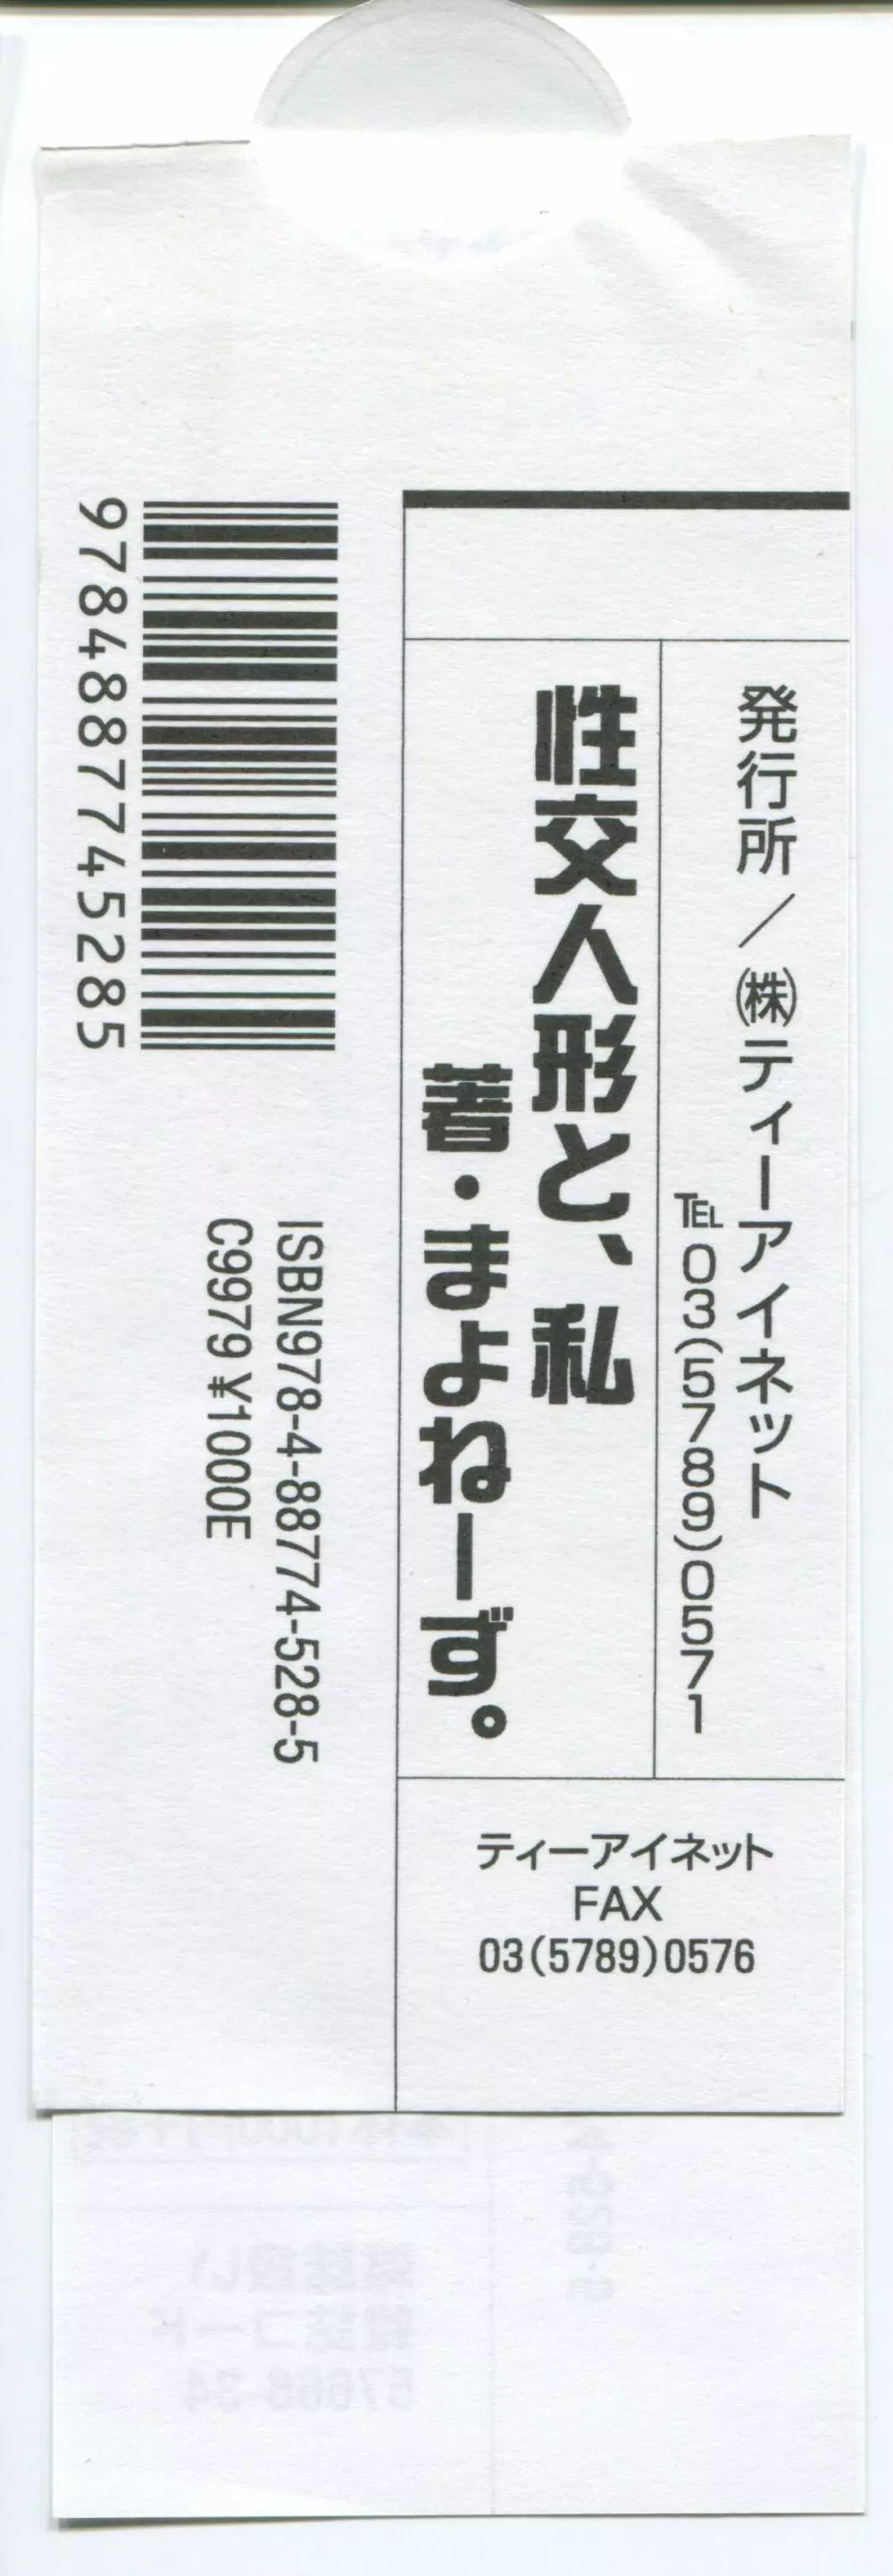 発行所／㈱ティーアイネット
TEL 03(5789)0571
性交人形と、私
著・まよねーず。
ティーアイネット
FAX
03(5789)0576
ISBN978-4-88774-528-5
C9979 ¥1000E
9784887745285